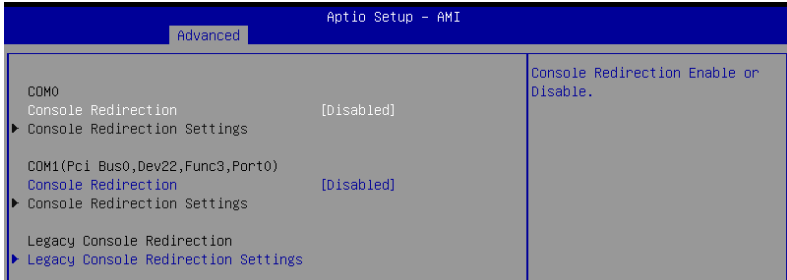 Aptio Setup – AMI
Advanced
COM0
Console Redirection [Disabled]
Console Redirection Settings
COM1(Pci Bus0,Dev22,Func3,Port0)
Console Redirection [Disabled]
Console Redirection Settings
Legacy Console Redirection
Legacy Console Redirection Settings
Console Redirection Enable or
Disable.